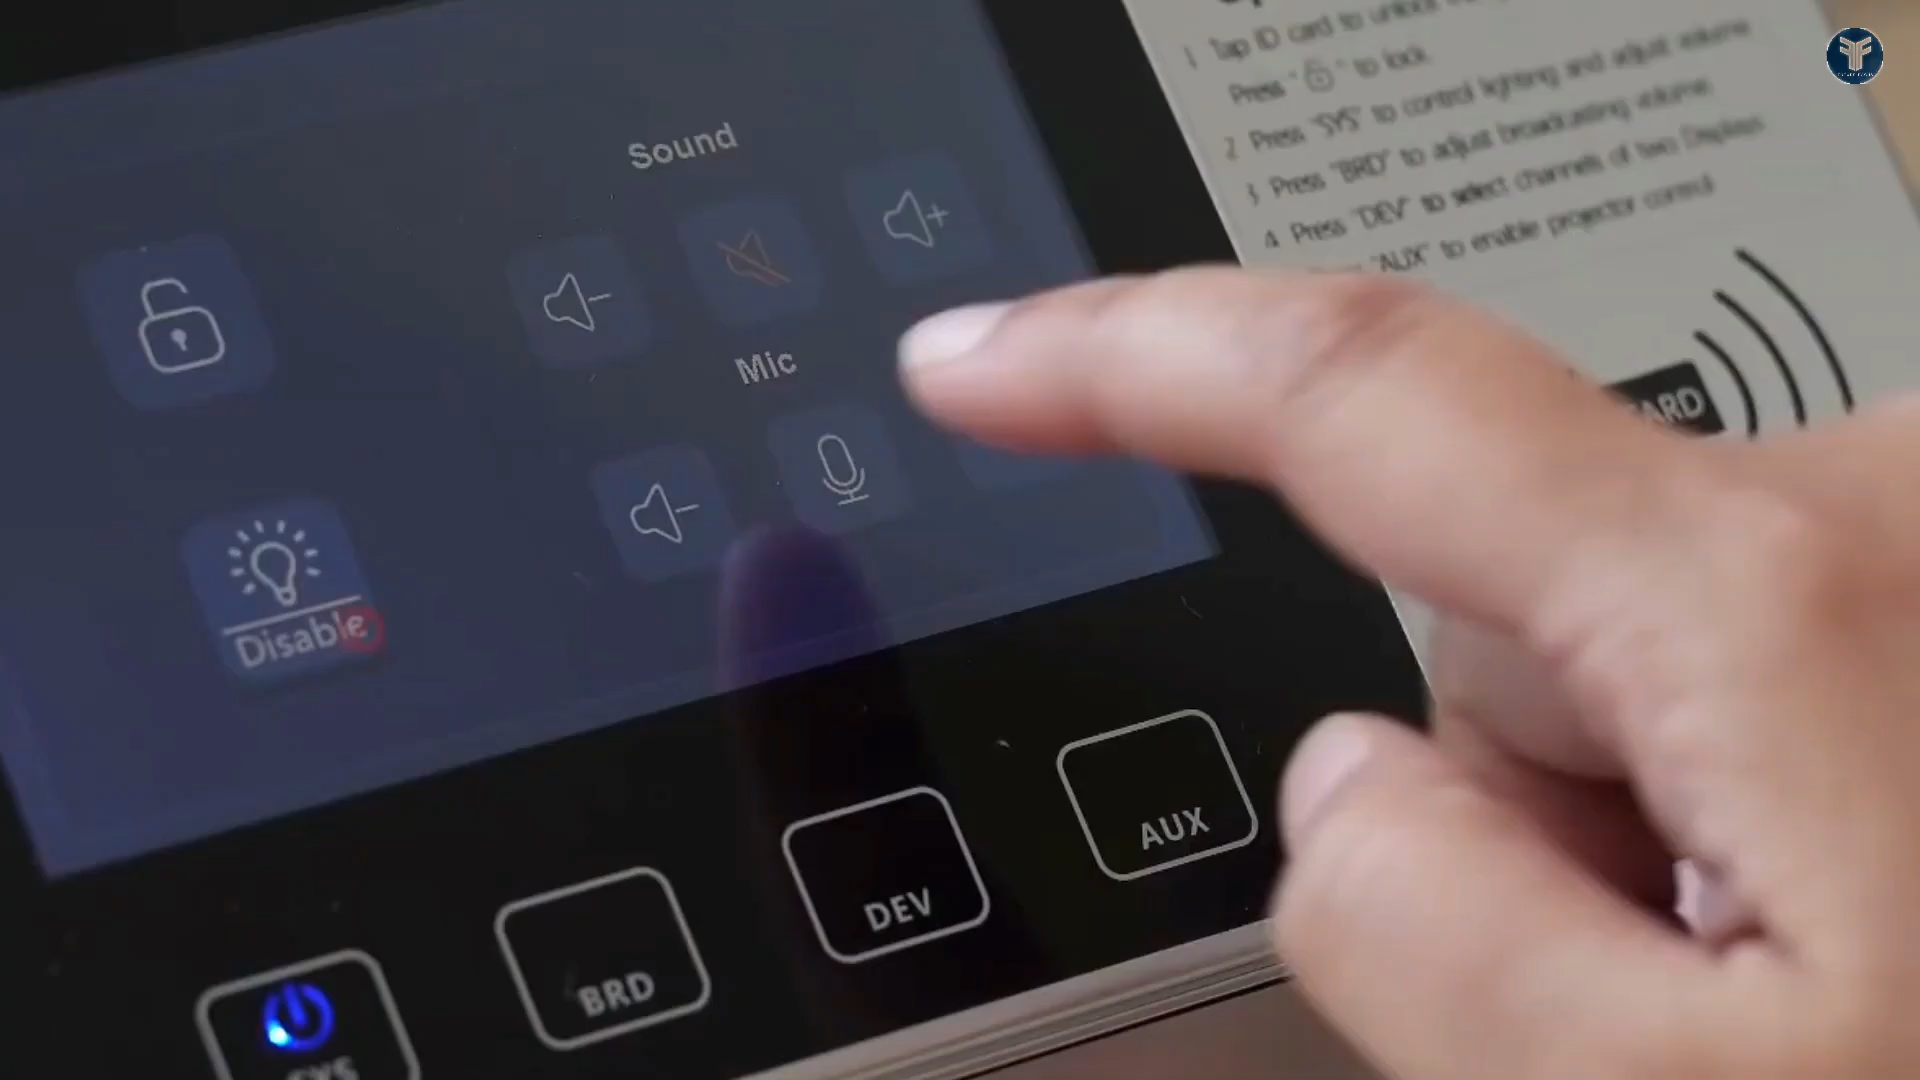 1 Tap ID card to unlock
Press " " to lock.
2 Press "SYS" to control lighting and adjust volume
3 Press "BRD" to adjust broadcasting volume
4 Press "DEV" to select channels of two Displays
"AUX" to enable projector control
Sound
Mic
Disable
SYS
BRD
DEV
AUX